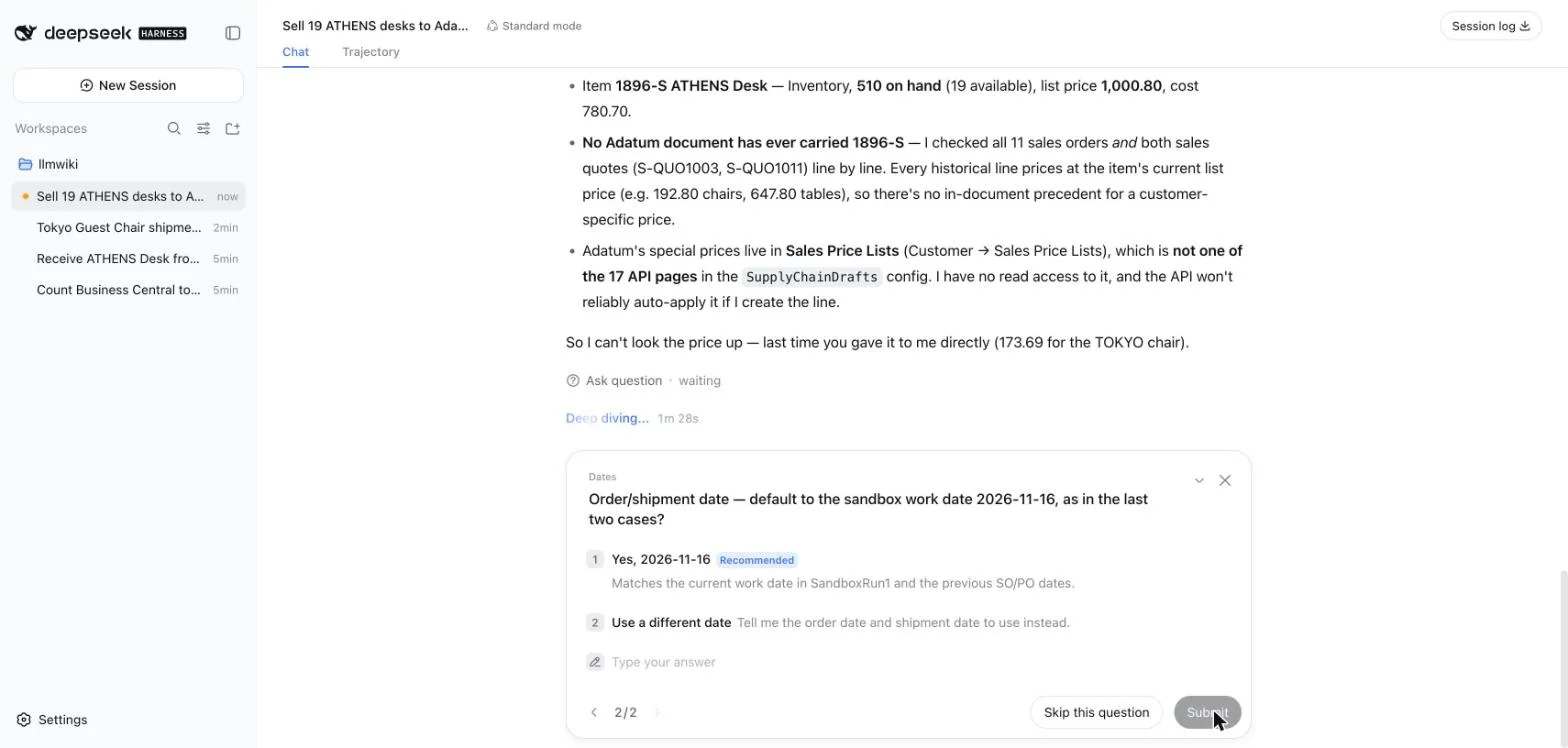 deepseek HARNESS
New Session
Workspaces
llmwiki
Sell 19 ATHENS desks to A... now
Tokyo Guest Chair shipme... 2min
Receive ATHENS Desk fro... 5min
Count Business Central to... 5min
Settings
Sell 19 ATHENS desks to Ada... Standard mode
Session log
Chat Trajectory
• Item 1896-S ATHENS Desk — Inventory, 510 on hand (19 available), list price 1,000.80, cost
780.70.
• No Adatum document has ever carried 1896-S — I checked all 11 sales orders and both sales
quotes (S-QUO1003, S-QUO1011) line by line. Every historical line prices at the item's current list
price (e.g. 192.80 chairs, 647.80 tables), so there's no in-document precedent for a customer-
specific price.
• Adatum's special prices live in Sales Price Lists (Customer → Sales Price Lists), which is not one of
the 17 API pages in the SupplyChainDrafts config. I have no read access to it, and the API won't
reliably auto-apply it if I create the line.
So I can't look the price up — last time you gave it to me directly (173.69 for the TOKYO chair).
Ask question · waiting
Deep diving... 1m 28s
Dates
Order/shipment date — default to the sandbox work date 2026-11-16, as in the last
two cases?
1 Yes, 2026-11-16 Recommended
Matches the current work date in SandboxRun1 and the previous SO/PO dates.
2 Use a different date Tell me the order date and shipment date to use instead.
Type your answer
2/2
Skip this question
Submit